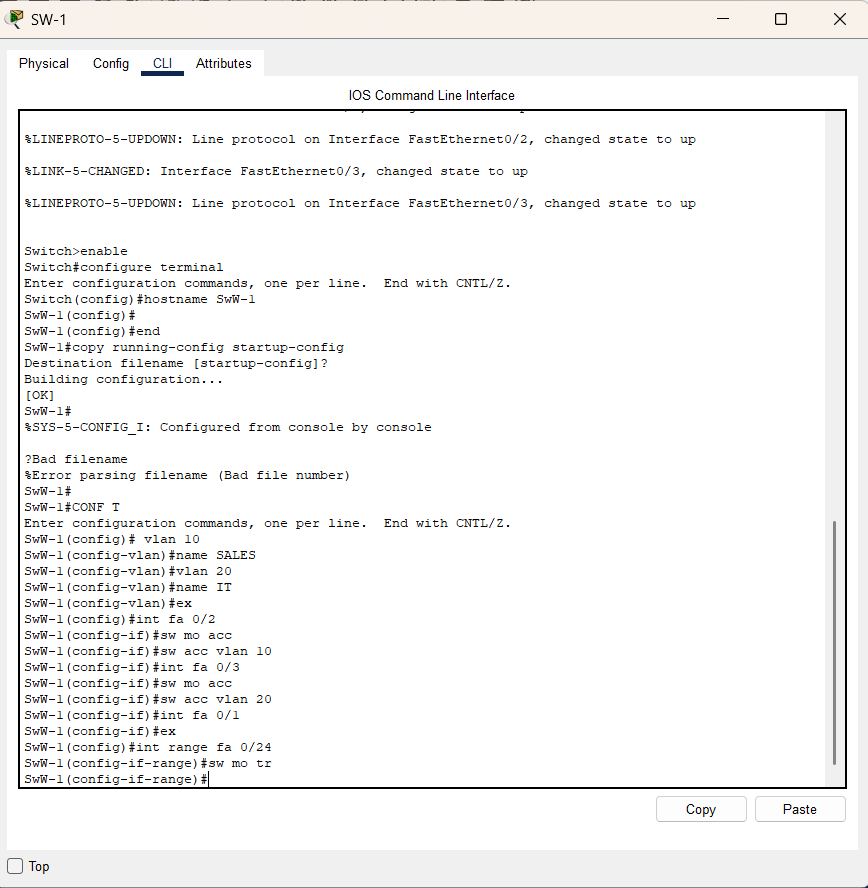 SW-1
Physical Config CLI Attributes
IOS Command Line Interface
%LINEPROTO-5-UPDOWN: Line protocol on Interface FastEthernet0/2, changed state to up
%LINK-5-CHANGED: Interface FastEthernet0/3, changed state to up
%LINEPROTO-5-UPDOWN: Line protocol on Interface FastEthernet0/3, changed state to up
Switch>enable
Switch#configure terminal
Enter configuration commands, one per line.  End with CNTL/Z.
Switch(config)#hostname SwW-1
SwW-1(config)#
SwW-1(config)#end
SwW-1#copy running-config startup-config
Destination filename [startup-config]?
Building configuration...
[OK]
SwW-1#
%SYS-5-CONFIG_I: Configured from console by console
?Bad filename
%Error parsing filename (Bad file number)
SwW-1#
SwW-1#CONF T
Enter configuration commands, one per line.  End with CNTL/Z.
SwW-1(config)# vlan 10
SwW-1(config-vlan)#name SALES
SwW-1(config-vlan)#vlan 20
SwW-1(config-vlan)#name IT
SwW-1(config-vlan)#ex
SwW-1(config)#int fa 0/2
SwW-1(config-if)#sw mo acc
SwW-1(config-if)#sw acc vlan 10
SwW-1(config-if)#int fa 0/3
SwW-1(config-if)#sw mo acc
SwW-1(config-if)#sw acc vlan 20
SwW-1(config-if)#int fa 0/1
SwW-1(config-if)#ex
SwW-1(config)#int range fa 0/24
SwW-1(config-if-range)#sw mo tr
SwW-1(config-if-range)#
Copy Paste
Top